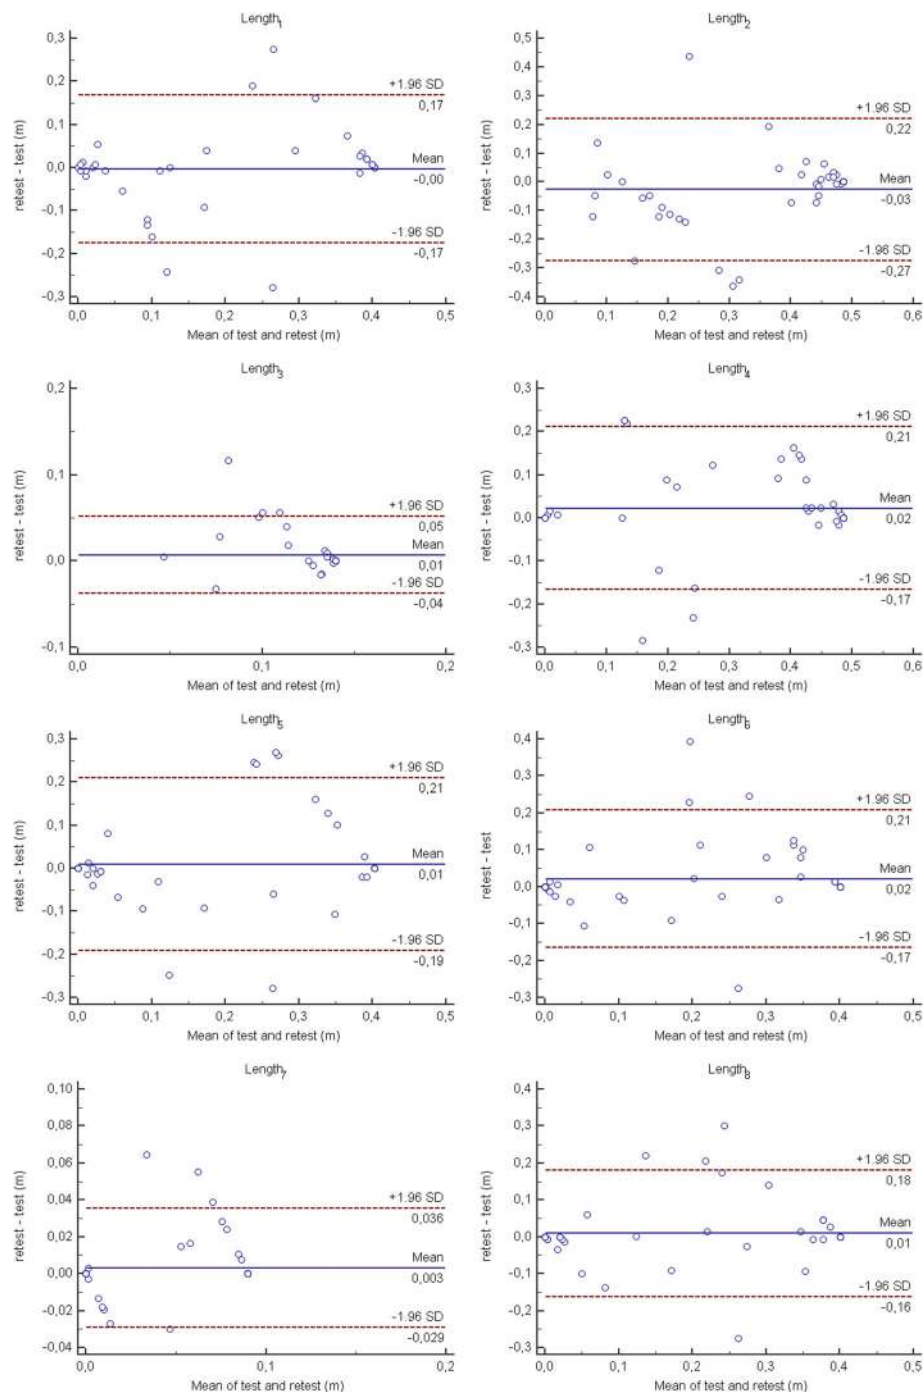 Length1
0,3
0,2
0,1
0,0
-0,1
-0,2
-0,3
retest - test (m)
+1.96 SD
0,17
Mean
-0,00
-1.96 SD
-0,17
0,0 0,1 0,2 0,3 0,4 0,5
Mean of test and retest (m)
Length2
0,5
0,4
0,3
0,2
0,1
0,0
-0,1
-0,2
-0,3
-0,4
retest - test (m)
+1.96 SD
0,22
Mean
-0,03
-1.96 SD
-0,27
0,0 0,1 0,2 0,3 0,4 0,5 0,6
Mean of test and retest (m)
Length3
0,2
0,1
0,0
-0,1
retest - test (m)
+1.96 SD
0,05
Mean
0,01
-1.96 SD
-0,04
0,0 0,1 0,2
Mean of test and retest (m)
Length4
0,3
0,2
0,1
0,0
-0,1
-0,2
-0,3
retest - test (m)
+1.96 SD
0,21
Mean
0,02
-1.96 SD
-0,17
0,0 0,1 0,2 0,3 0,4 0,5 0,6
Mean of test and retest (m)
Length5
0,3
0,2
0,1
0,0
-0,1
-0,2
-0,3
retest - test (m)
+1.96 SD
0,21
Mean
0,01
-1.96 SD
-0,19
0,0 0,1 0,2 0,3 0,4 0,5
Mean of test and retest (m)
Length6
0,4
0,3
0,2
0,1
0,0
-0,1
-0,2
-0,3
retest - test
+1.96 SD
0,21
Mean
0,02
-1.96 SD
-0,17
0,0 0,1 0,2 0,3 0,4 0,5
Mean of test and retest (m)
Length7
0,10
0,08
0,06
0,04
0,02
0,00
-0,02
-0,04
retest - test (m)
+1.96 SD
0,036
Mean
0,003
-1.96 SD
-0,029
0,0 0,1 0,2
Mean of test and retest (m)
Length8
0,4
0,3
0,2
0,1
0,0
-0,1
-0,2
-0,3
retest - test (m)
+1.96 SD
0,18
Mean
0,01
-1.96 SD
-0,16
0,0 0,1 0,2 0,3 0,4 0,5
Mean of test and retest (m)